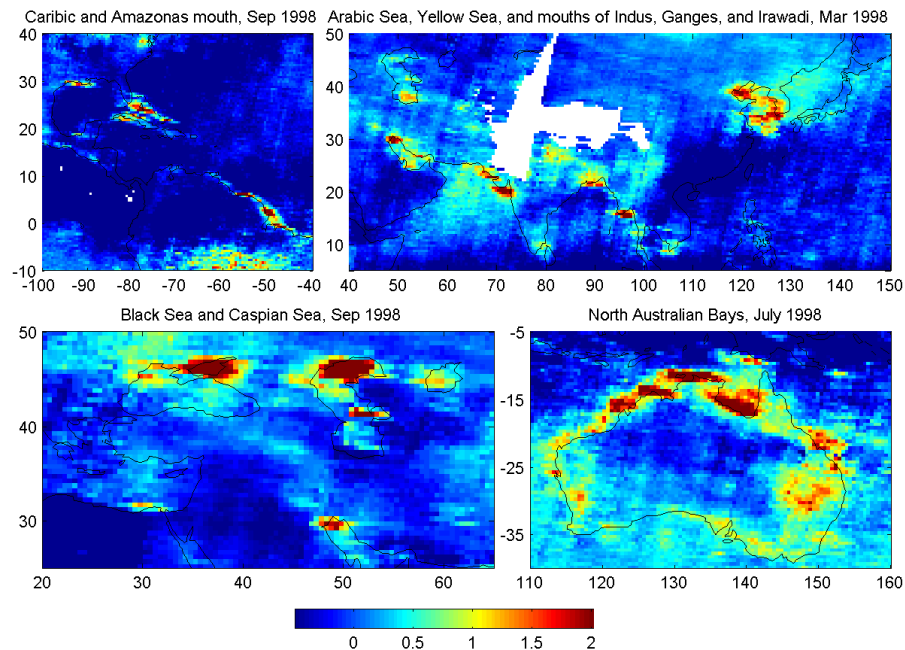 Caribic and Amazonas mouth, Sep 1998
Arabic Sea, Yellow Sea, and mouths of Indus, Ganges, and Irawadi, Mar 1998
40
30
20
10
0
-10
-100 -90 -80 -70 -60 -50 -40
50
40
30
20
10
40 50 60 70 80 90 100 110 120 130 140 150
Black Sea and Caspian Sea, Sep 1998
North Australian Bays, July 1998
50
40
30
20 30 40 50 60
-5
-15
-25
-35
110 120 130 140 150 160
0 0.5 1 1.5 2